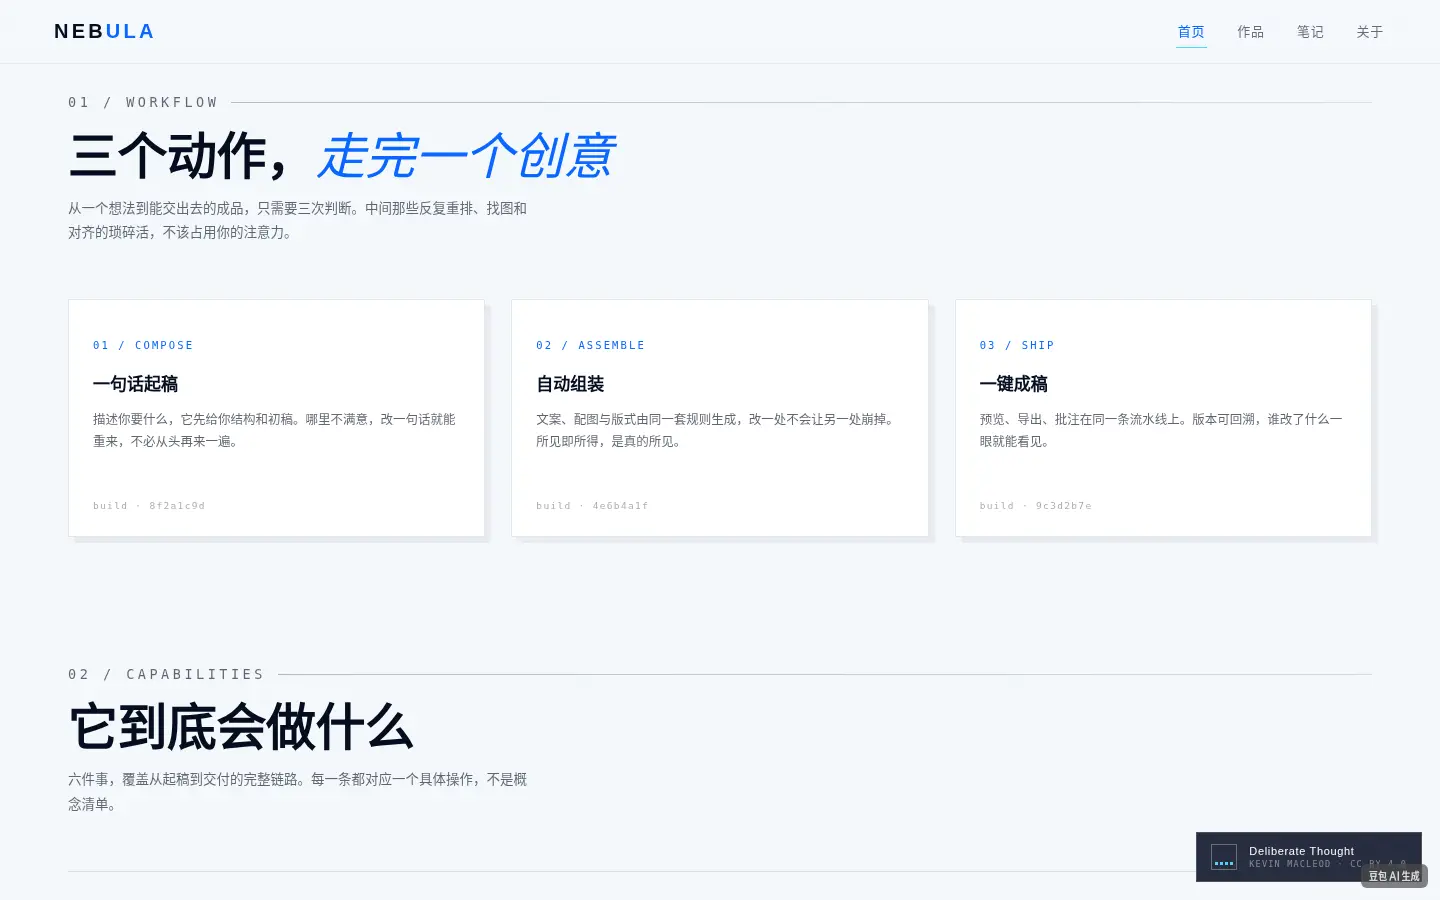 NEBULA
首页 作品 笔记 关于
01 / WORKFLOW
三个动作，走完一个创意
从一个想法到能交出去的成品，只需要三次判断。中间那些反复重排、找图和
对齐的琐碎活，不该占用你的注意力。
01 / COMPOSE
一句话起稿
描述你要什么，它先给你结构和初稿。哪里不满意，改一句话就能
重来，不必从头再来一遍。
build · 8f2a1c9d
02 / ASSEMBLE
自动组装
文案、配图与版式由同一套规则生成，改一处不会让另一处崩掉。
所见即所得，是真的所见。
build · 4e6b4a1f
03 / SHIP
一键成稿
预览、导出、批注在同一条流水线上。版本可回溯，谁改了什么一
眼就能看见。
build · 9c3d2b7e
02 / CAPABILITIES
它到底会做什么
六件事，覆盖从起稿到交付的完整链路。每一条都对应一个具体操作，不是概
念清单。
Deliberate Thought
KEVIN MACLEOD · CC BY 4.0
豆包 AI 生成